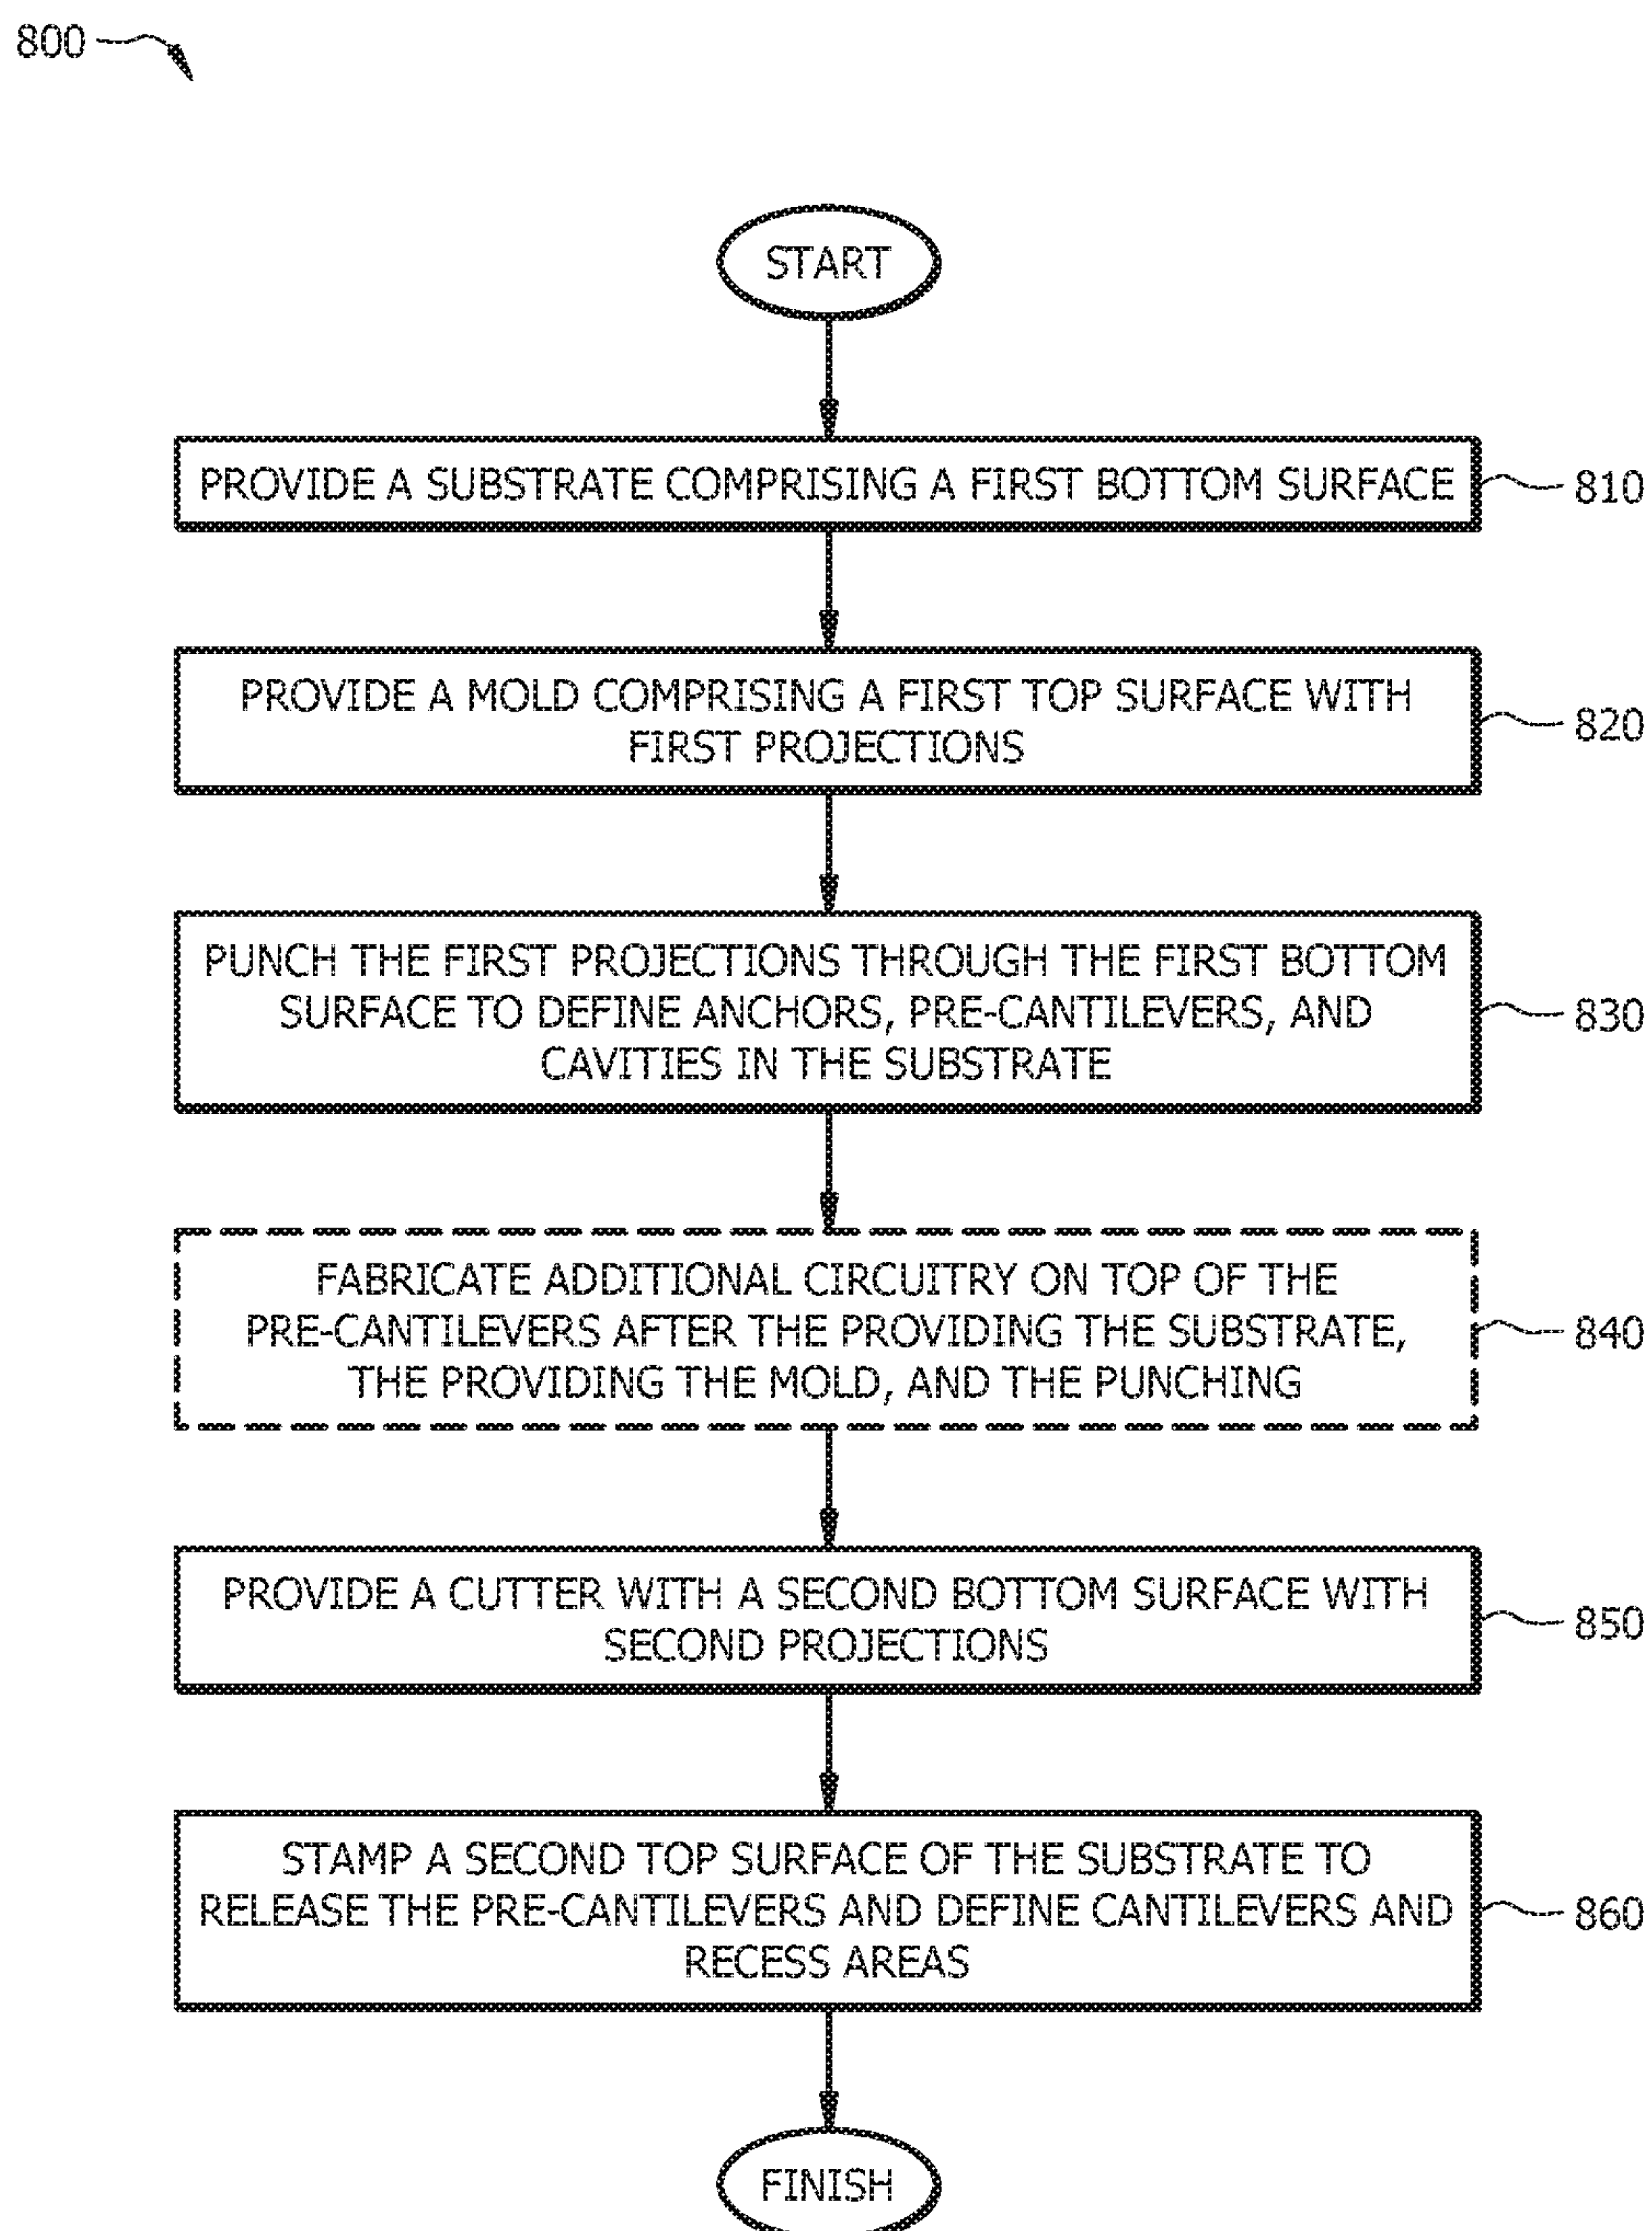 800
START
PROVIDE A SUBSTRATE COMPRISING A FIRST BOTTOM SURFACE
810
PROVIDE A MOLD COMPRISING A FIRST TOP SURFACE WITH
FIRST PROJECTIONS
820
PUNCH THE FIRST PROJECTIONS THROUGH THE FIRST BOTTOM
SURFACE TO DEFINE ANCHORS, PRE-CANTILEVERS, AND
CAVITIES IN THE SUBSTRATE
830
FABRICATE ADDITIONAL CIRCUITRY ON TOP OF THE
PRE-CANTILEVERS AFTER THE PROVIDING THE SUBSTRATE,
THE PROVIDING THE MOLD, AND THE PUNCHING
840
PROVIDE A CUTTER WITH A SECOND BOTTOM SURFACE WITH
SECOND PROJECTIONS
850
STAMP A SECOND TOP SURFACE OF THE SUBSTRATE TO
RELEASE THE PRE-CANTILEVERS AND DEFINE CANTILEVERS AND
RECESS AREAS
860
FINISH